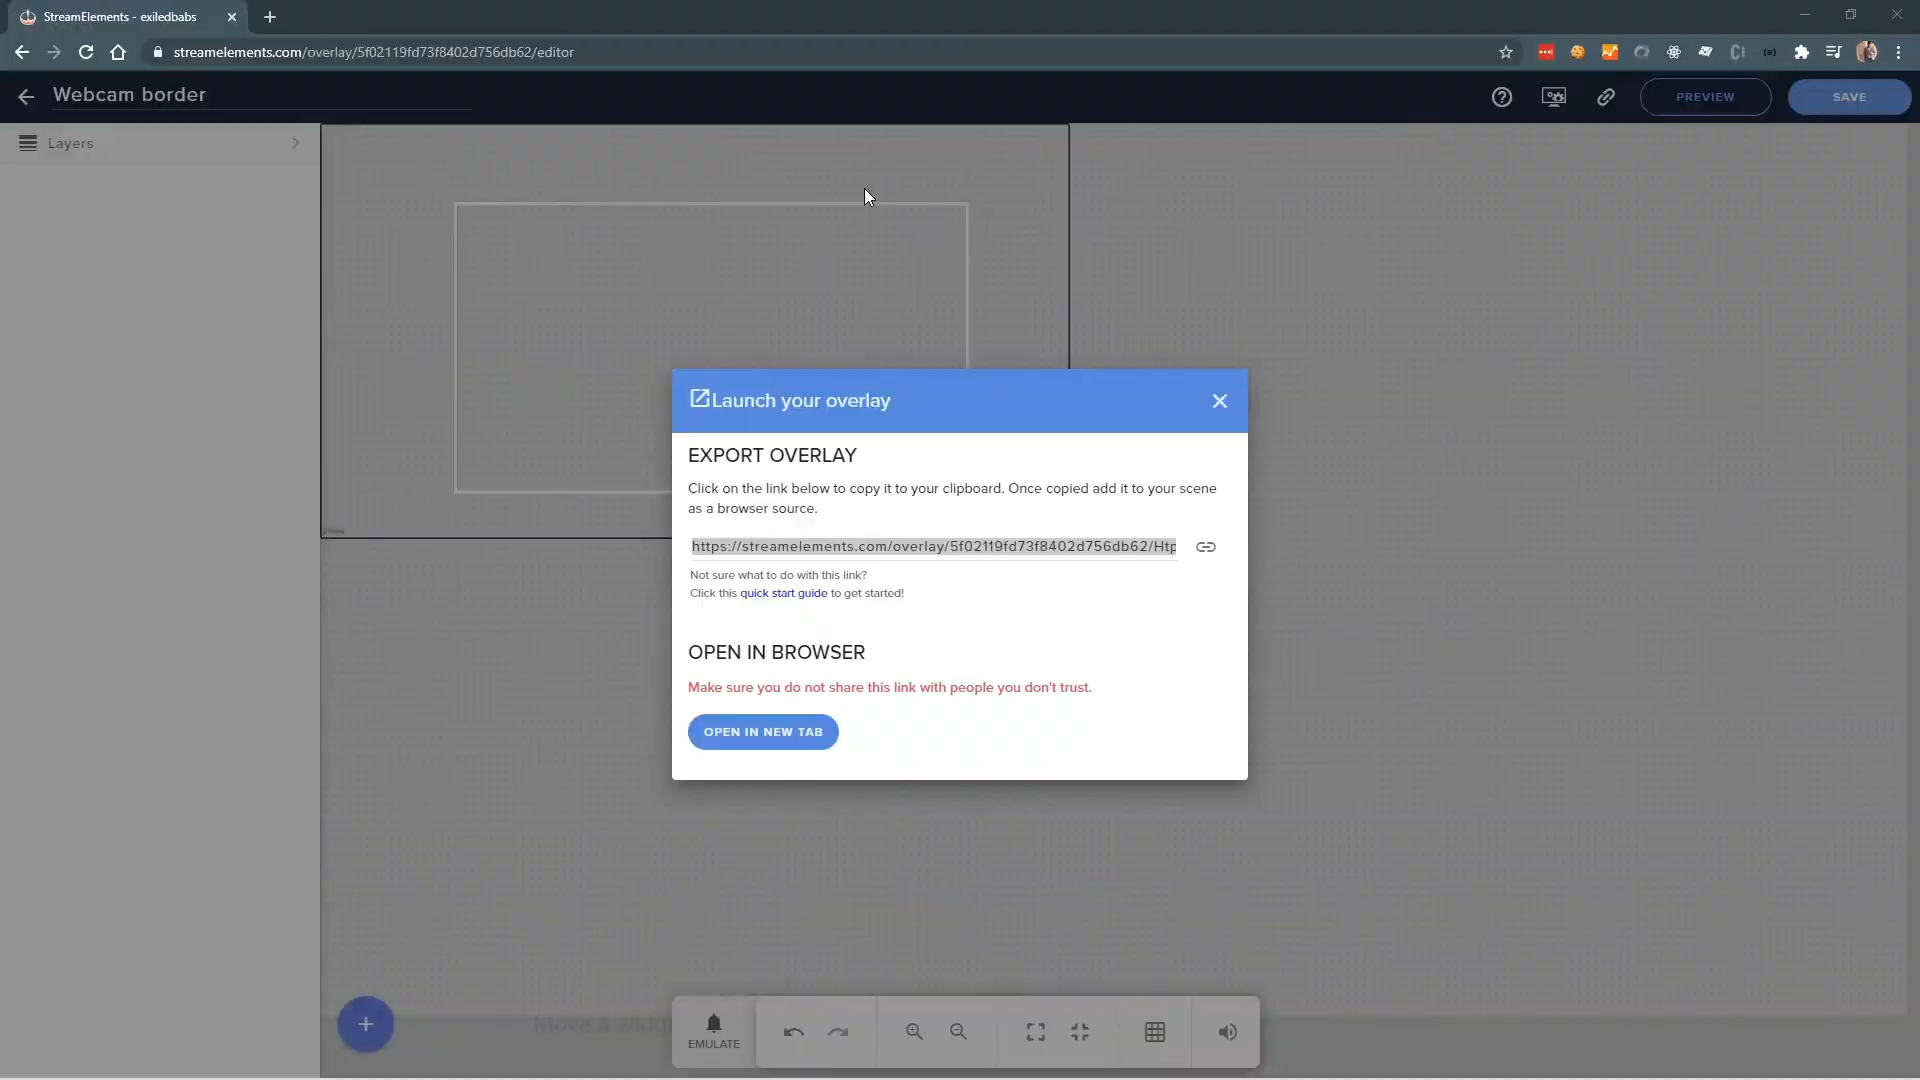 StreamElements - exiledbabs
streamelements.com/overlay/5f02119fd73f8402d756db62/editor
Webcam border
PREVIEW
SAVE
Layers
Launch your overlay
EXPORT OVERLAY
Click on the link below to copy it to your clipboard. Once copied add it to your scene
as a browser source.
https://streamelements.com/overlay/5f02119fd73f8402d756db62/Htp
Not sure what to do with this link?
Click this quick start guide to get started!
OPEN IN BROWSER
Make sure you do not share this link with people you don't trust.
OPEN IN NEW TAB
Move a
EMULATE